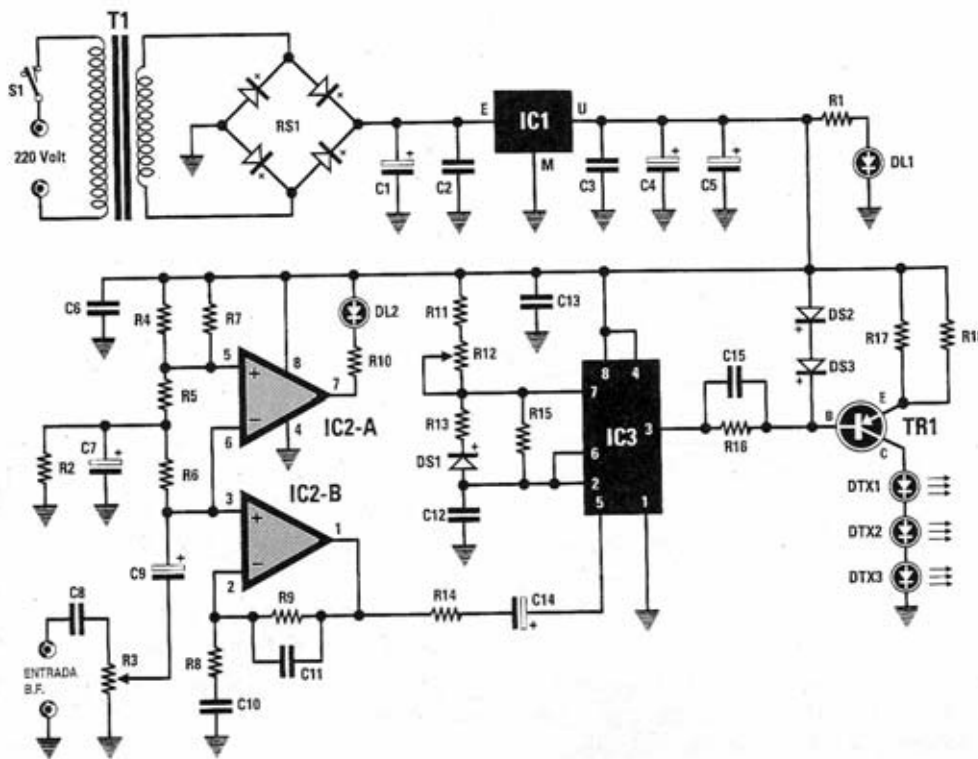 T1
S1
220 Volt
RS1
E
IC1
U
M
R1
DL1
C1
+
C2
C3
C4
+
C5
+
C6
R4
R7
DL2
R10
R11
R12
C13
DS2
DS3
R17
5
+
8
7
−
6
4
IC2-A
R5
R2
C7
+
R6
R13
DS1
R15
C12
7
8
4
6
2
5
3
1
IC3
C15
R16
B
E
C
TR1
DTX1
DTX2
DTX3
IC2-B
3
+
1
−
2
C9
+
C8
R3
ENTRADA
B.F.
R9
R8
C11
C10
R14
C14
+